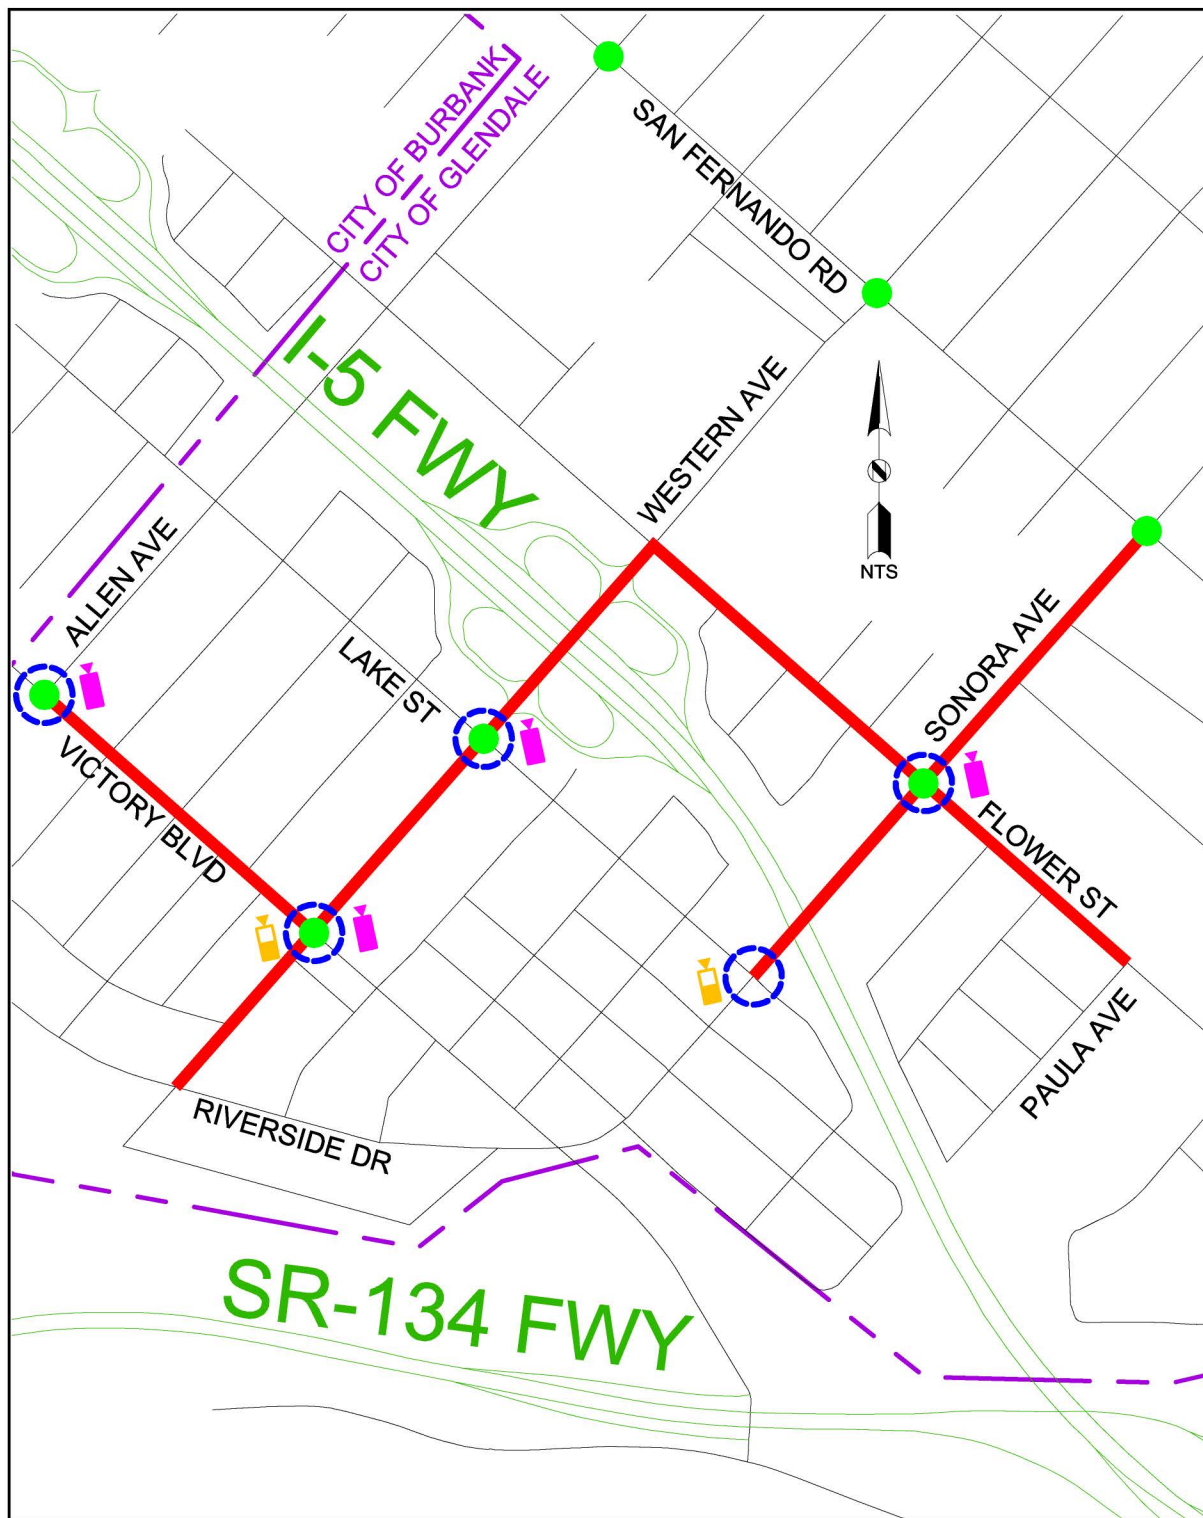 CITY OF BURBANK
CITY OF GLENDALE
SAN FERNANDO RD
I-5 FWY
WESTERN AVE
NTS
ALLEN AVE
LAKE ST
SONORA AVE
VICTORY BLVD
FLOWER ST
PAULA AVE
RIVERSIDE DR
SR-134 FWY